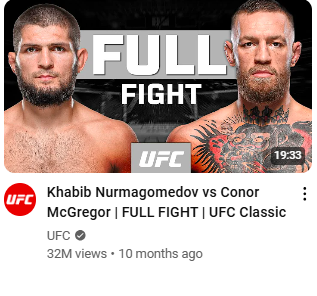 FULL
FIGHT
UFC
19:33
UFC
Khabib Nurmagomedov vs Conor
McGregor | FULL FIGHT | UFC Classic
UFC
32M views • 10 months ago